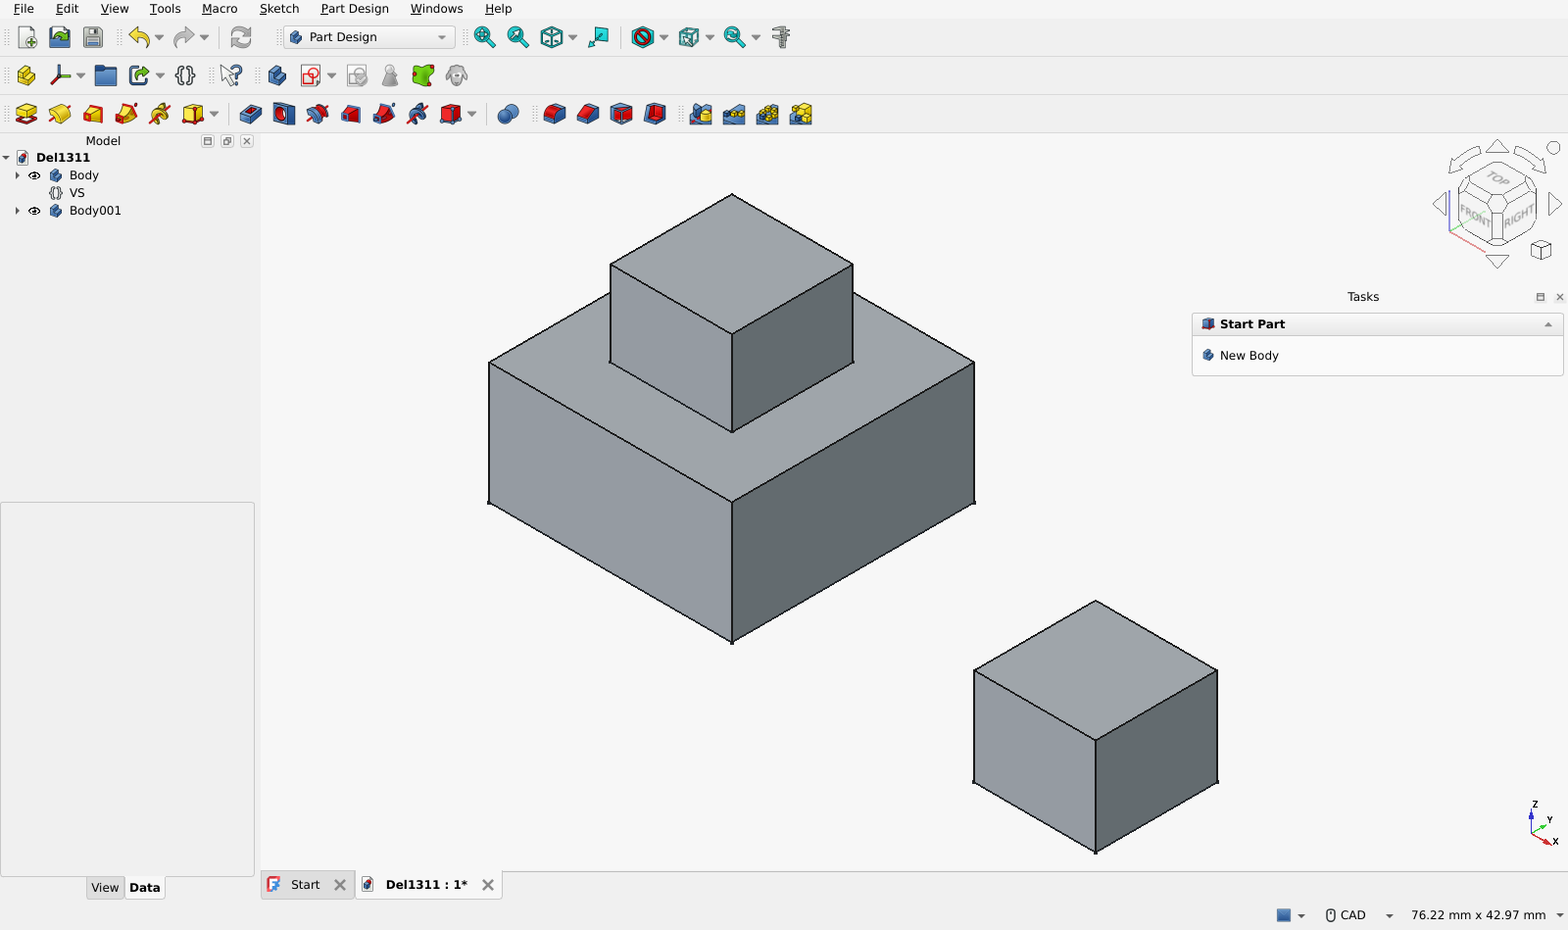 File Edit View Tools Macro Sketch Part Design Windows Help
Part Design
Model
Del1311
Body
VS
Body001
TOP
FRONT
RIGHT
Tasks
Start Part
New Body
Z
Y
X
View Data
Start
Del1311 : 1*
CAD
76.22 mm x 42.97 mm